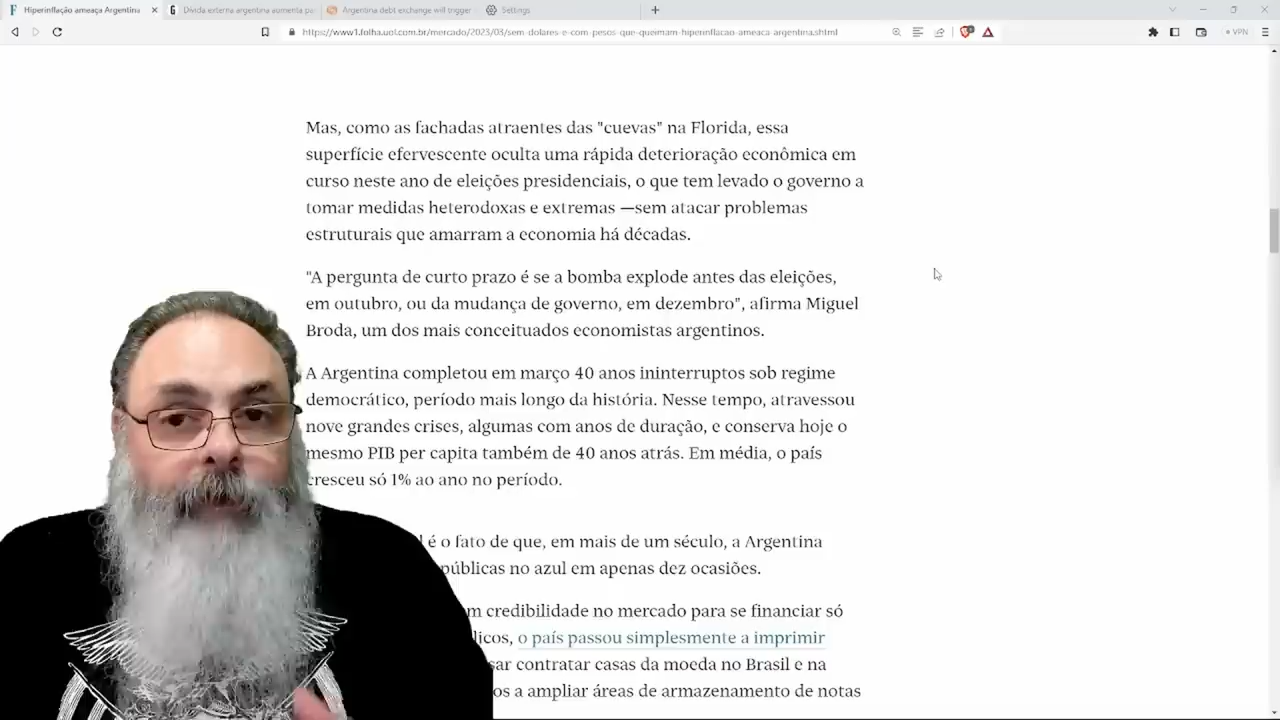 Hiperinflação ameaça Argentina
Dívida externa argentina aumenta pa
Argentina debt exchange will trigger
Settings
https://www1.folha.uol.com.br/mercado/2023/03/sem-dolares-e-com-pesos-que-queimam-hiperinflacao-ameaca-argentina.shtml
VPN
Mas, como as fachadas atraentes das "cuevas" na Florida, essa
superfície efervescente oculta uma rápida deterioração econômica em
curso neste ano de eleições presidenciais, o que tem levado o governo a
tomar medidas heterodoxas e extremas —sem atacar problemas
estruturais que amarram a economia há décadas.
"A pergunta de curto prazo é se a bomba explode antes das eleições,
em outubro, ou da mudança de governo, em dezembro", afirma Miguel
Broda, um dos mais conceituados economistas argentinos.
A Argentina completou em março 40 anos ininterruptos sob regime
democrático, período mais longo da história. Nesse tempo, atravessou
nove grandes crises, algumas com anos de duração, e conserva hoje o
mesmo PIB per capita também de 40 anos atrás. Em média, o país
cresceu só 1% ao ano no período.
é o fato de que, em mais de um século, a Argentina
públicas no azul em apenas dez ocasiões.
credibilidade no mercado para se financiar só
o país passou simplesmente a imprimir
contratar casas da moeda no Brasil e na
a ampliar áreas de armazenamento de notas